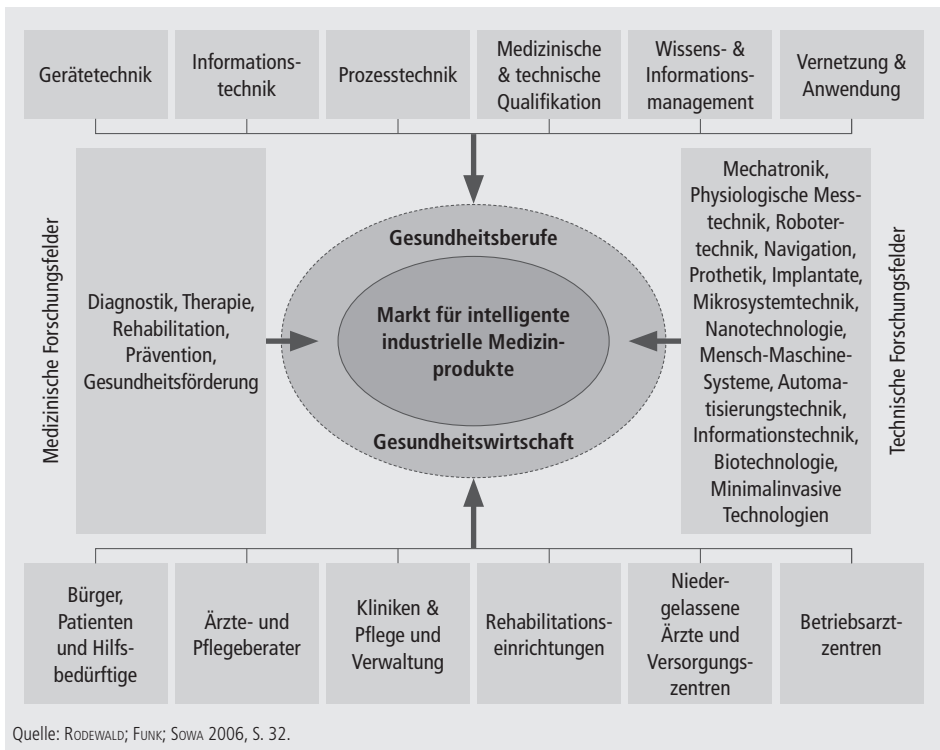 Gerätetechnik
Informations-
technik
Prozesstechnik
Medizinische
& technische
Qualifikation
Wissens- &
Informations-
management
Vernetzung &
Anwendung
Medizinische Forschungsfelder
Diagnostik, Therapie,
Rehabilitation,
Prävention,
Gesundheitsförderung
Gesundheitsberufe
Markt für intelligente
industrielle Medizin-
produkte
Gesundheitswirtschaft
Mechatronik,
Physiologische Mess-
technik, Roboter-
technik, Navigation,
Prothetik, Implantate,
Mikrosystemtechnik,
Nanotechnologie,
Mensch-Maschine-
Systeme, Automa-
tisierungstechnik,
Informationstechnik,
Biotechnologie,
Minimalinvasive
Technologien
Technische Forschungsfelder
Bürger,
Patienten
und Hilfs-
bedürftige
Ärzte- und
Pflegeberater
Kliniken &
Pflege und
Verwaltung
Rehabilitations-
einrichtungen
Nieder-
gelassene
Ärzte und
Versorgungs-
zentren
Betriebsarzt-
zentren
Quelle: Rodewald; Funk; Sowa 2006, S. 32.